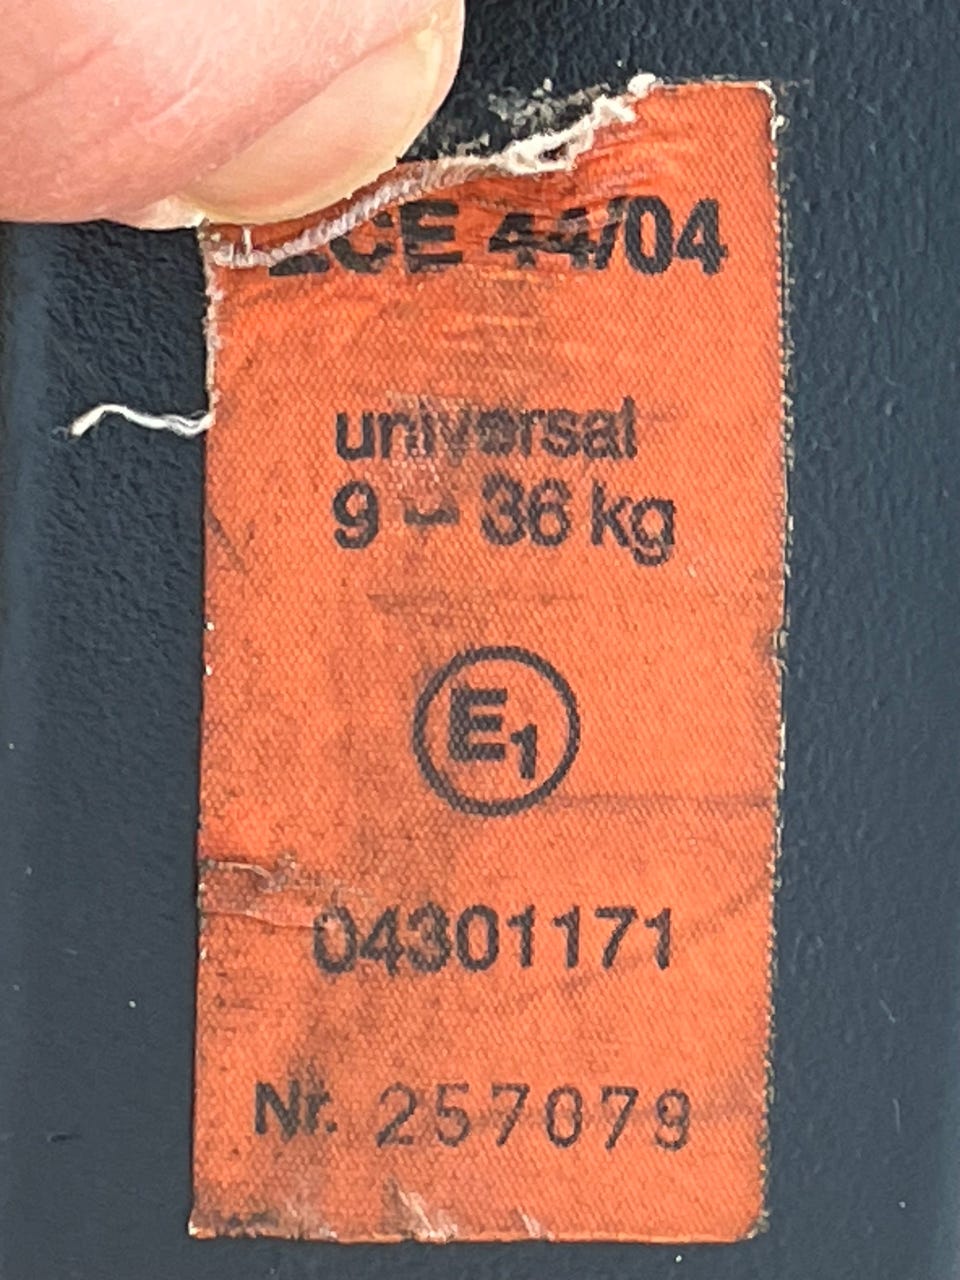 ECE 44/04
universal
9 - 36 kg
E1
04301171
Nr. 257079